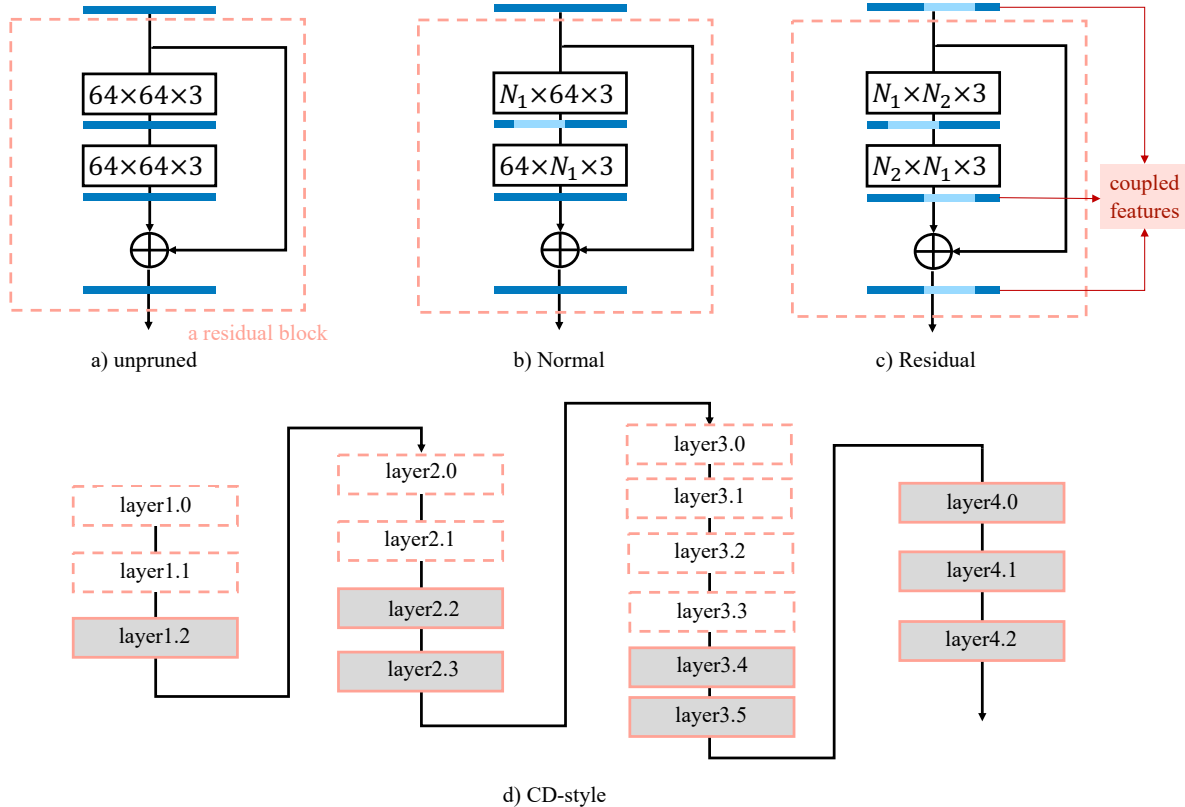 64×64×3
64×64×3
a residual block
a) unpruned
N₁×64×3
64×N₁×3
b) Normal
N₁×N₂×3
N₂×N₁×3
coupled
features
c) Residual
layer1.0
layer1.1
layer1.2
layer2.0
layer2.1
layer2.2
layer2.3
layer3.0
layer3.1
layer3.2
layer3.3
layer3.4
layer3.5
layer4.0
layer4.1
layer4.2
d) CD-style